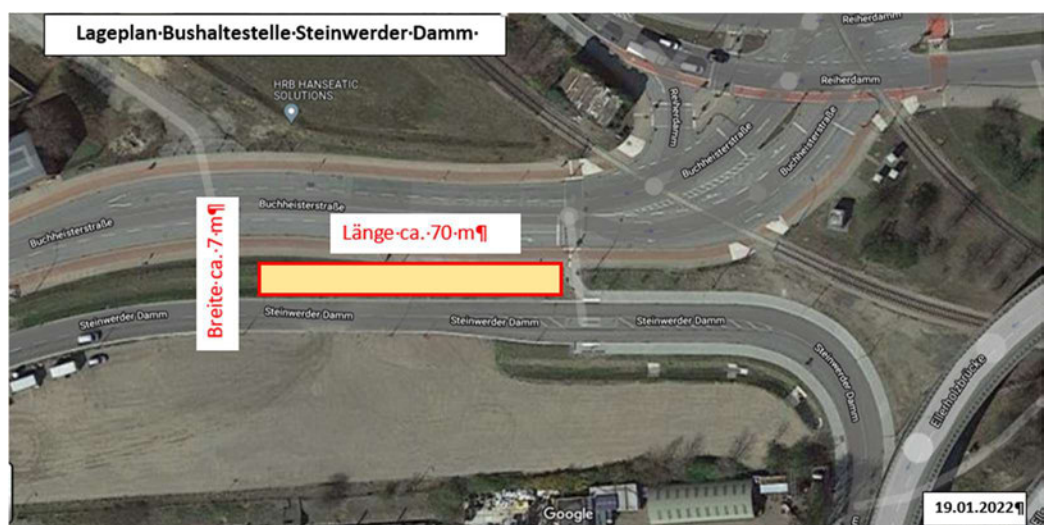 Lageplan·Bushaltestelle·Steinwerder·Damm·
Reiherdamm
HRB HANSEATIC
SOLUTIONS
Reiherdamm
Reiherdamm
Buchheisterstraße
Buchheisterstraße
Buchheisterstraße
Buchheisterstraße
Länge·ca.·70·m¶
Breite·ca.·7·m¶
Steinwerder Damm
Steinwerder Damm
Steinwerder Damm
Steinwerder Damm
Steinwerder Damm
Ellerholzbrücke
Google
19.01.2022¶